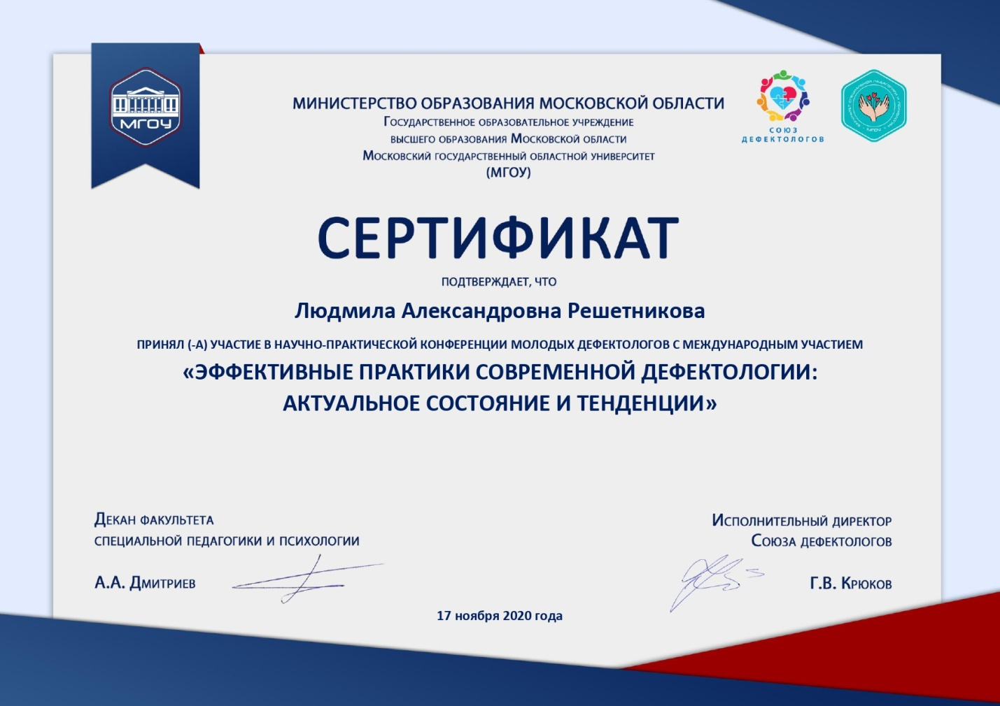 МГОУ
МИНИСТЕРСТВО ОБРАЗОВАНИЯ МОСКОВСКОЙ ОБЛАСТИ
Государственное образовательное учреждение
высшего образования Московской области
Московский государственный областной университет
(МГОУ)
СОЮЗ
ДЕФЕКТОЛОГОВ
СЕРТИФИКАТ
ПОДТВЕРЖДАЕТ, ЧТО
Людмила Александровна Решетникова
ПРИНЯЛ (-А) УЧАСТИЕ В НАУЧНО-ПРАКТИЧЕСКОЙ КОНФЕРЕНЦИИ МОЛОДЫХ ДЕФЕКТОЛОГОВ С МЕЖДУНАРОДНЫМ УЧАСТИЕМ
«ЭФФЕКТИВНЫЕ ПРАКТИКИ СОВРЕМЕННОЙ ДЕФЕКТОЛОГИИ:
АКТУАЛЬНОЕ СОСТОЯНИЕ И ТЕНДЕНЦИИ»
Декан факультета
специальной педагогики и психологии
А.А. Дмитриев
Исполнительный директор
Союза дефектологов
Г.В. Крюков
17 ноября 2020 года